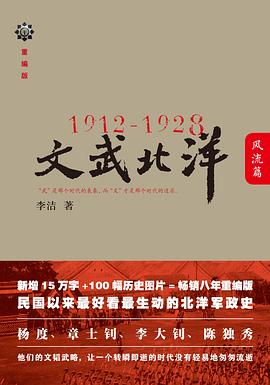 重编版
1912-1928
文武北洋
风流篇
“武”是那个时代的表象,而“文”才是那个时代的过客。
李洁 著
新增15万字+100幅历史图片=畅销八年重编版
民国以来最好看最生动的北洋军政史
杨度、章士钊、李大钊、陈独秀
他们的文韬武略,让一个转瞬即逝的时代没有轻易地匆匆流逝